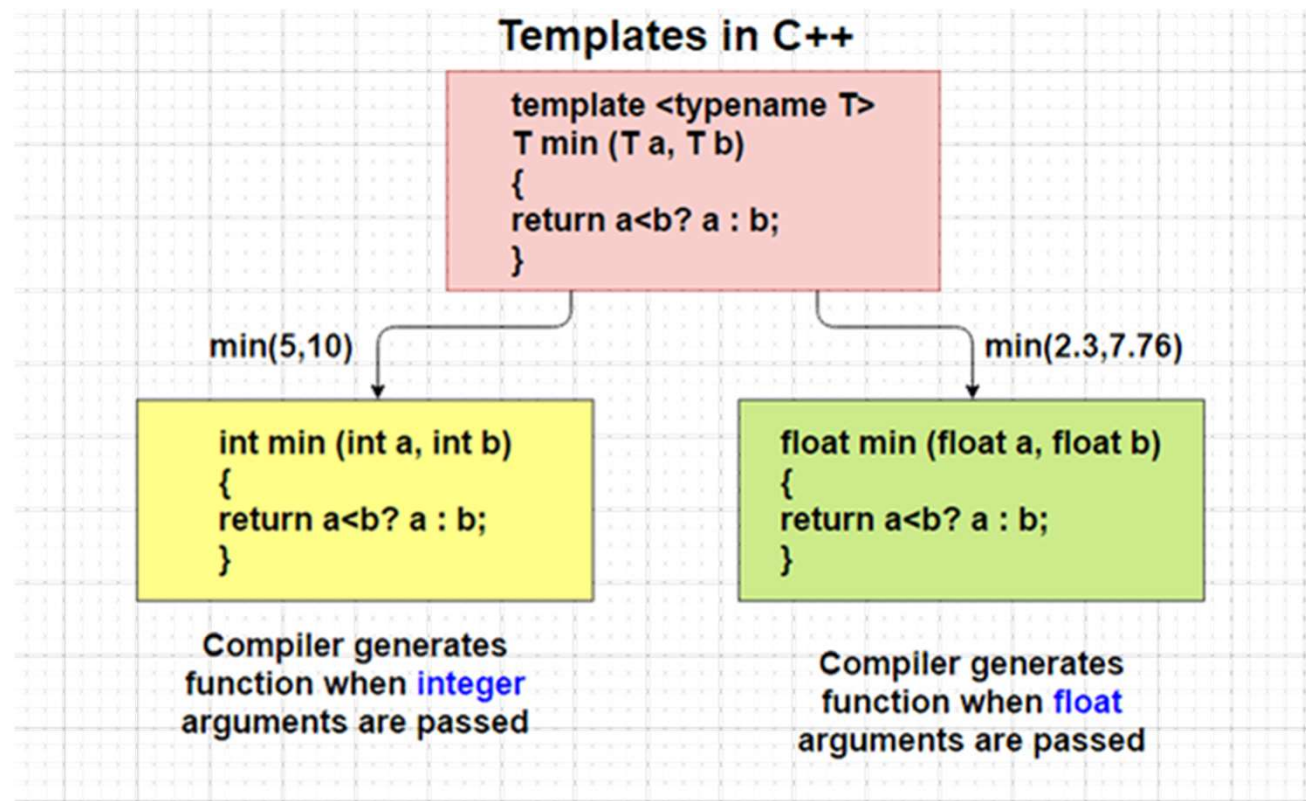 Templates in C++
template <typename T>
T min (T a, T b)
{
return a<b? a : b;
}
min(5,10)
min(2.3,7.76)
int min (int a, int b)
{
return a<b? a : b;
}
float min (float a, float b)
{
return a<b? a : b;
}
Compiler generates
function when integer
arguments are passed
Compiler generates
function when float
arguments are passed